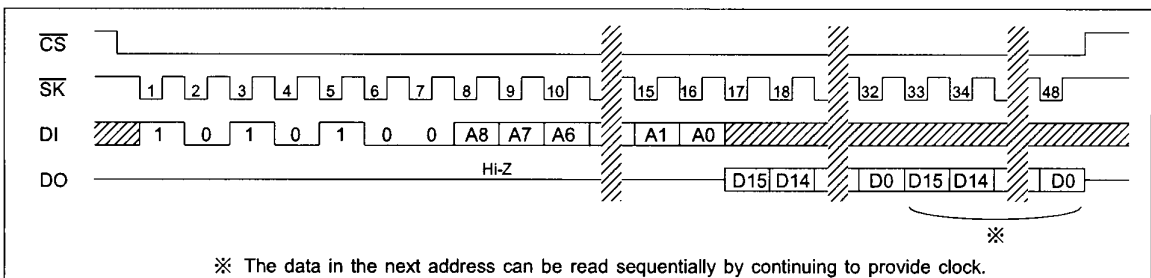 CS
SK 1 2 3 4 5 6 7 8 9 10 15 16 17 18 32 33 34 48
DI 1 0 1 0 1 0 0 A8 A7 A6 A1 A0
Hi-Z
DO D15 D14 D0 D15 D14 D0
※
※ The data in the next address can be read sequentially by continuing to provide clock.